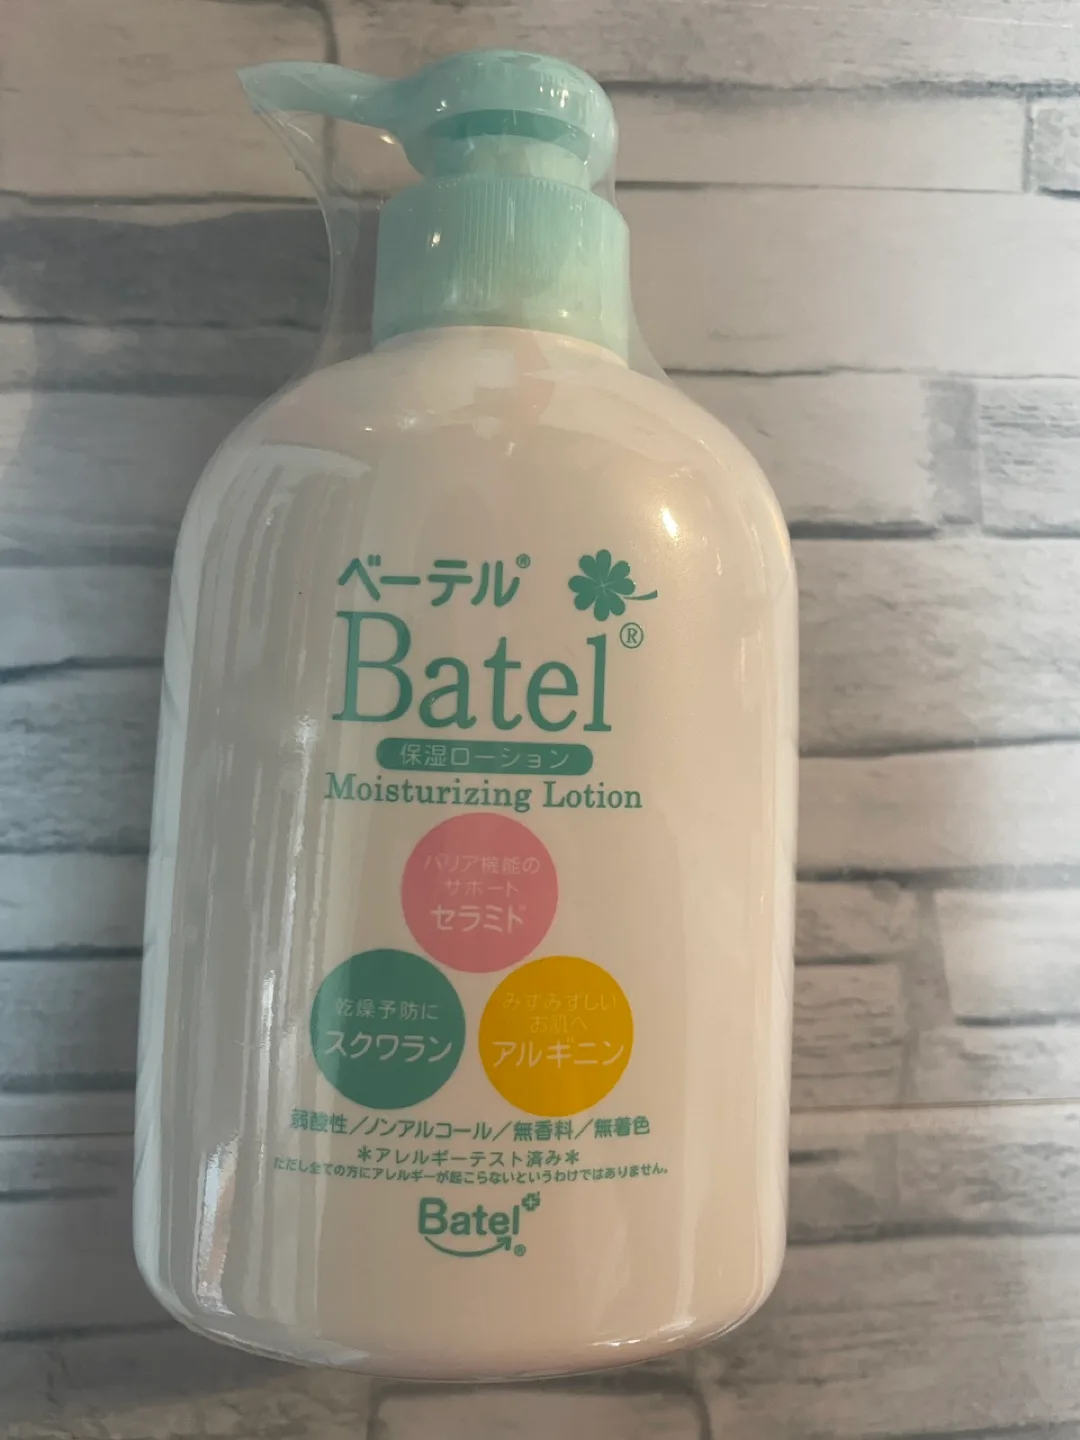 ベーテル®
Batel®
保湿ローション
Moisturizing Lotion
バリア機能の
サポート
セラミド
乾燥予防に
スクワラン
みずみずしい
お肌へ
アルギニン
弱酸性／ノンアルコール／無香料／無着色
＊アレルギーテスト済み＊
ただし全ての方にアレルギーが起こらないというわけではありません。
Batel+®